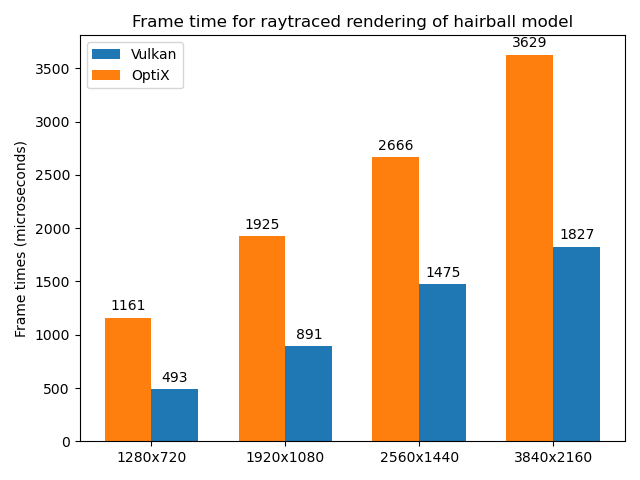 Frame time for raytraced rendering of hairball model
Vulkan
OptiX
Frame times (microseconds)
3500
3000
2500
2000
1500
1000
500
0
1161
493
1925
891
2666
1475
3629
1827
1280x720
1920x1080
2560x1440
3840x2160